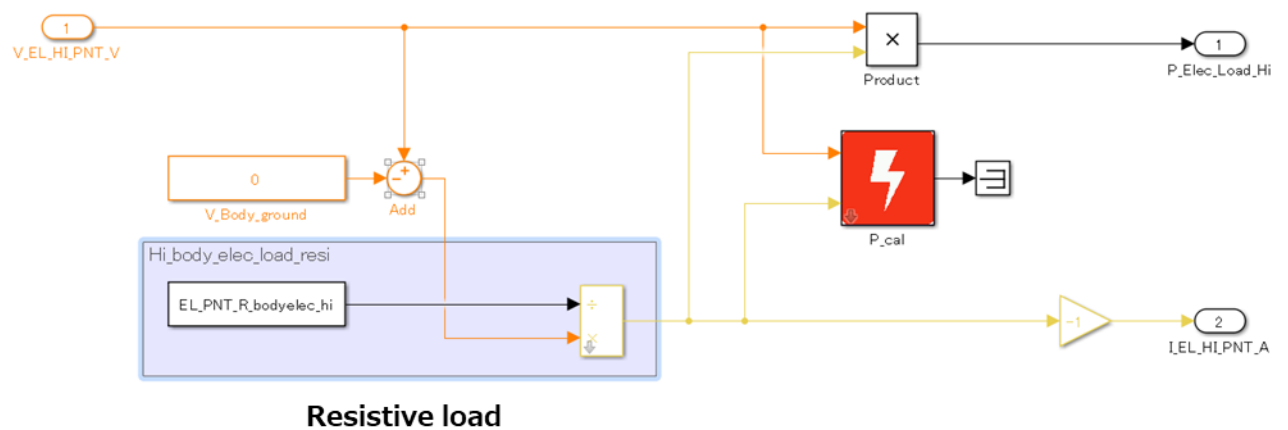 1
V_EL_HI_PNT_V
×
Product
1
P_Elec_Load_Hi
0
V_Body_ground
- +
Add
P_cal
Hi_body_elec_load_resi
EL_PNT_R_bodyelec_hi
÷
×
-1
2
I_EL_HI_PNT_A
Resistive load